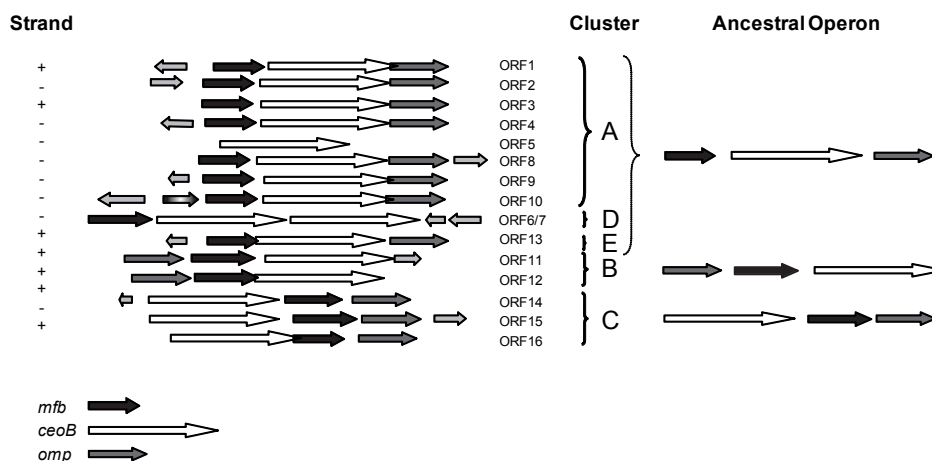 Strand Cluster Ancestral Operon
+ ORF1
- ORF2
+ ORF3
- ORF4
- ORF5
- ORF8
- ORF9
- ORF10
- ORF6/7
+ ORF13
+ ORF11
+ ORF12
+ ORF14
- ORF15
+ ORF16
A
D
E
B
C
mfb
ceoB
omp